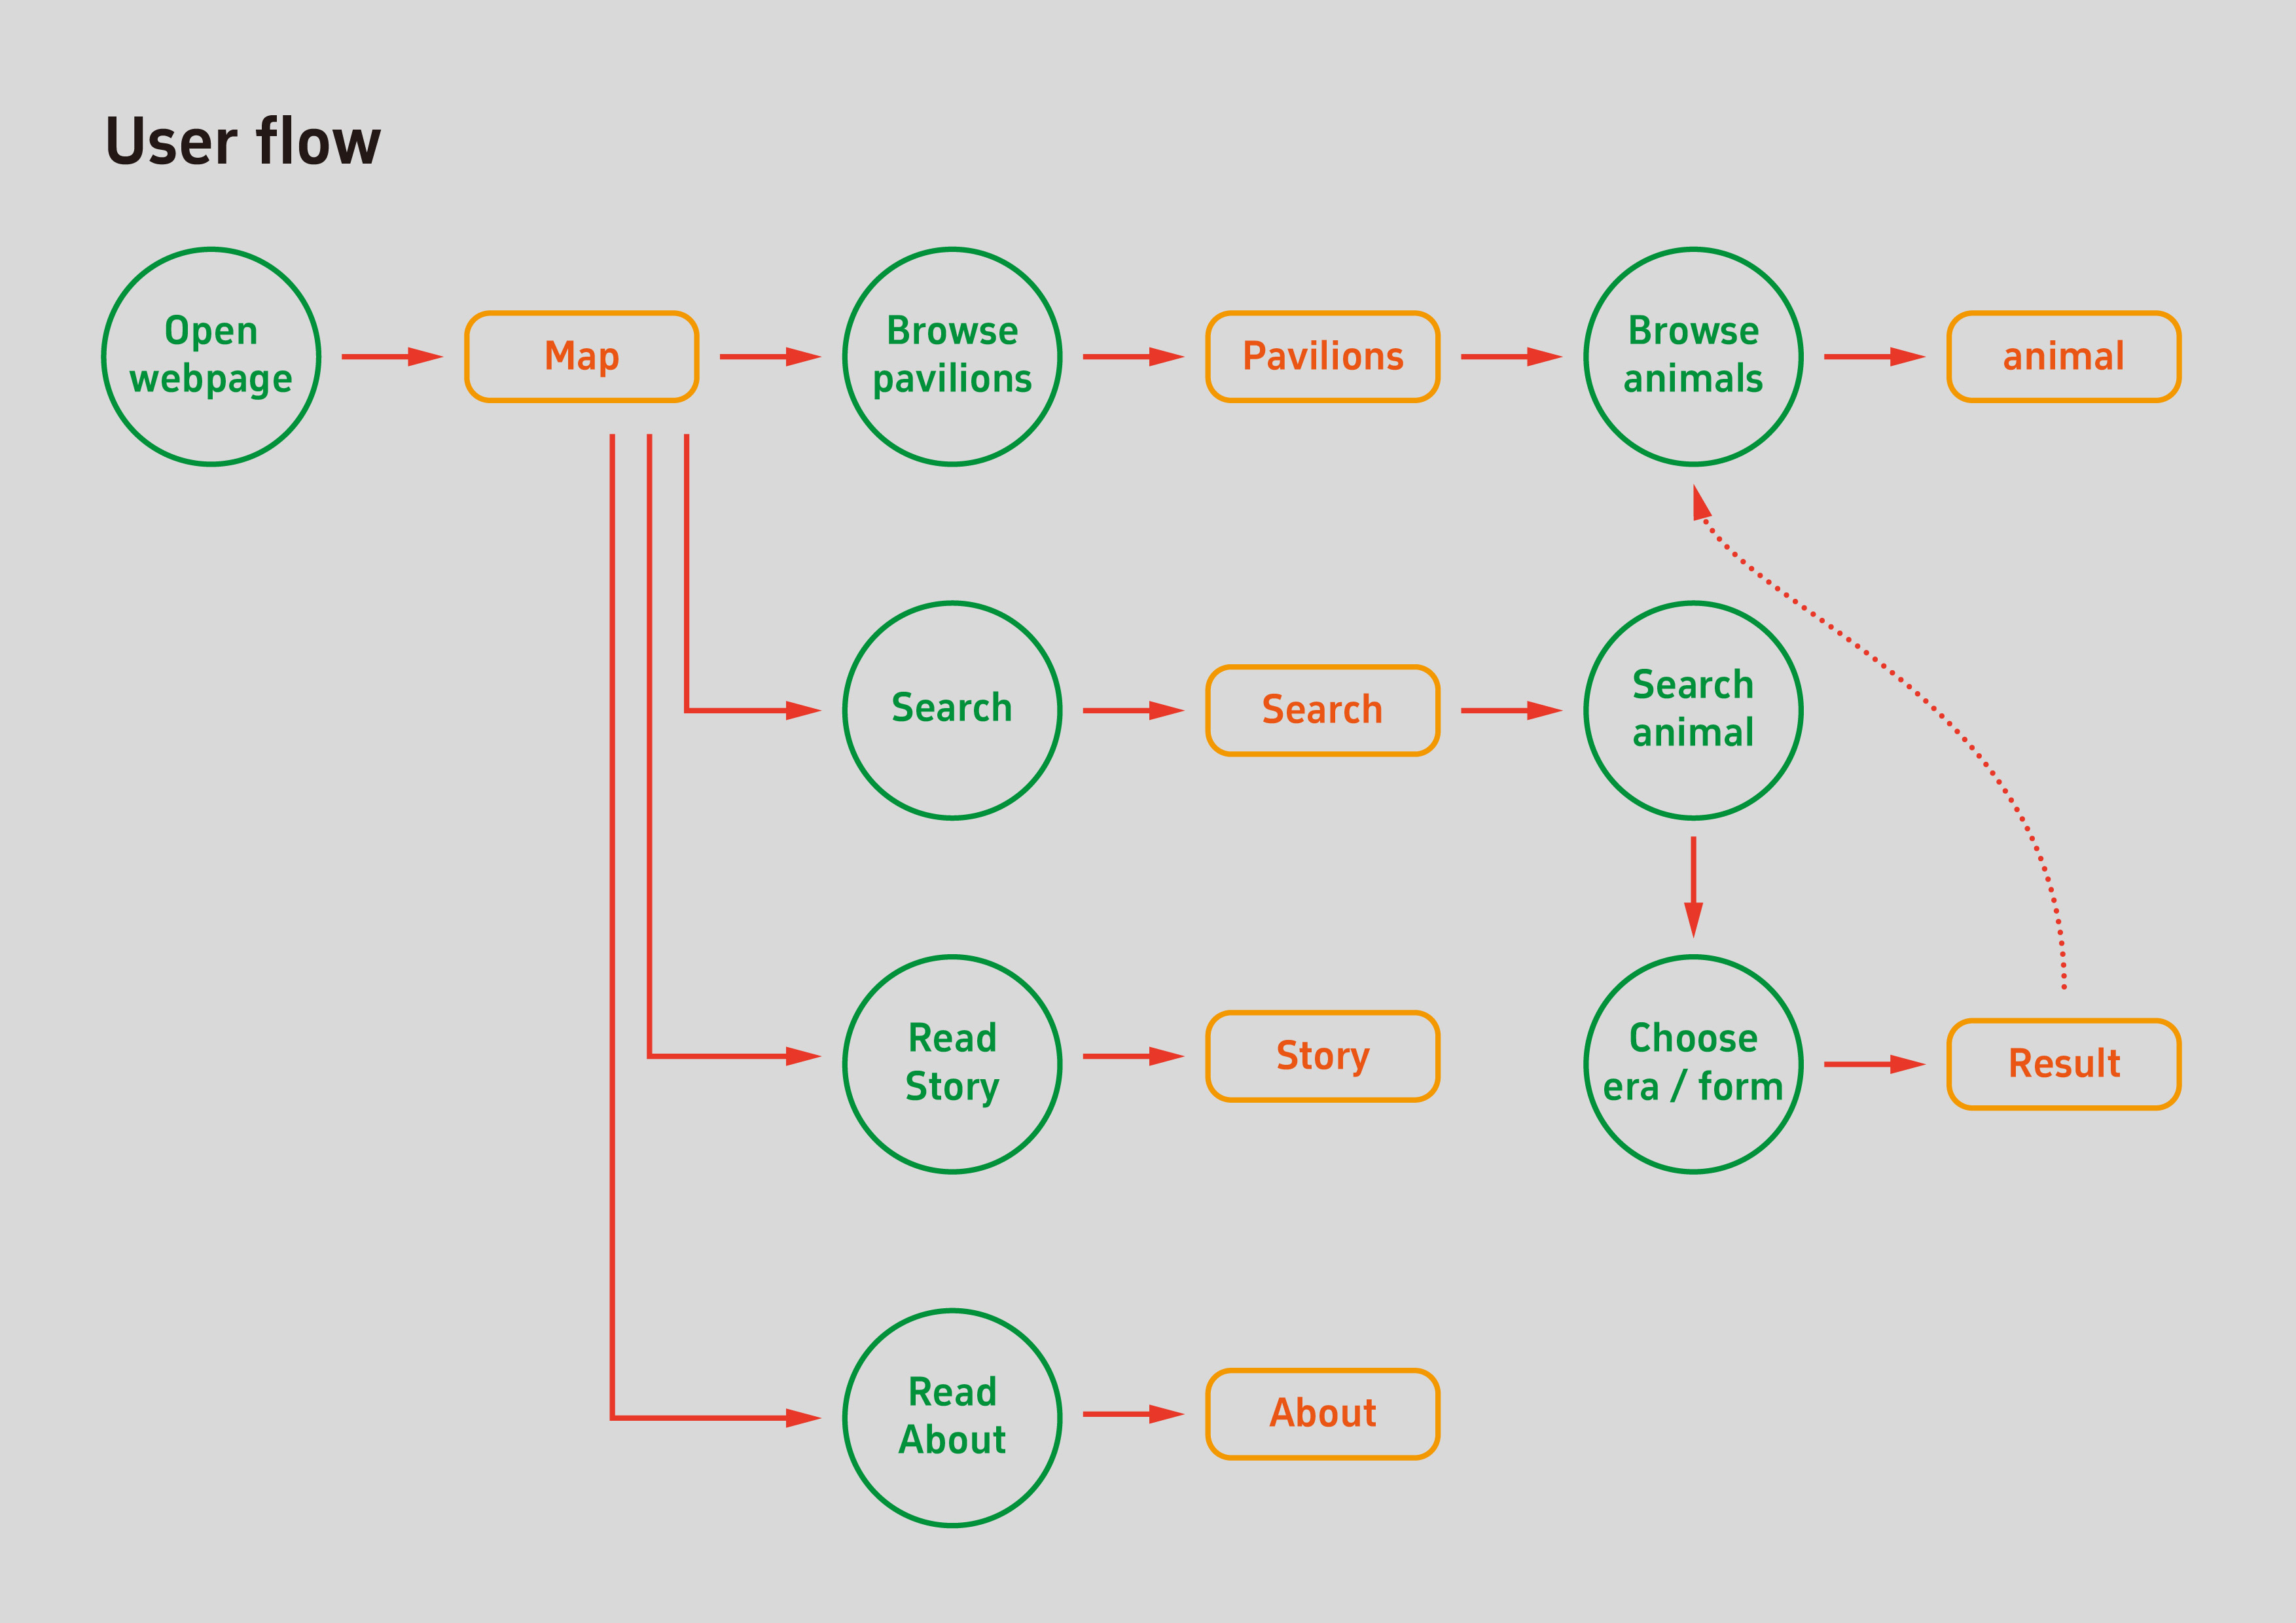 User flow
Open
webpage
Map
Browse
pavilions
Pavilions
Browse
animals
animal
Search
Search
Search
animal
Read
Story
Story
Choose
era / form
Result
Read
About
About